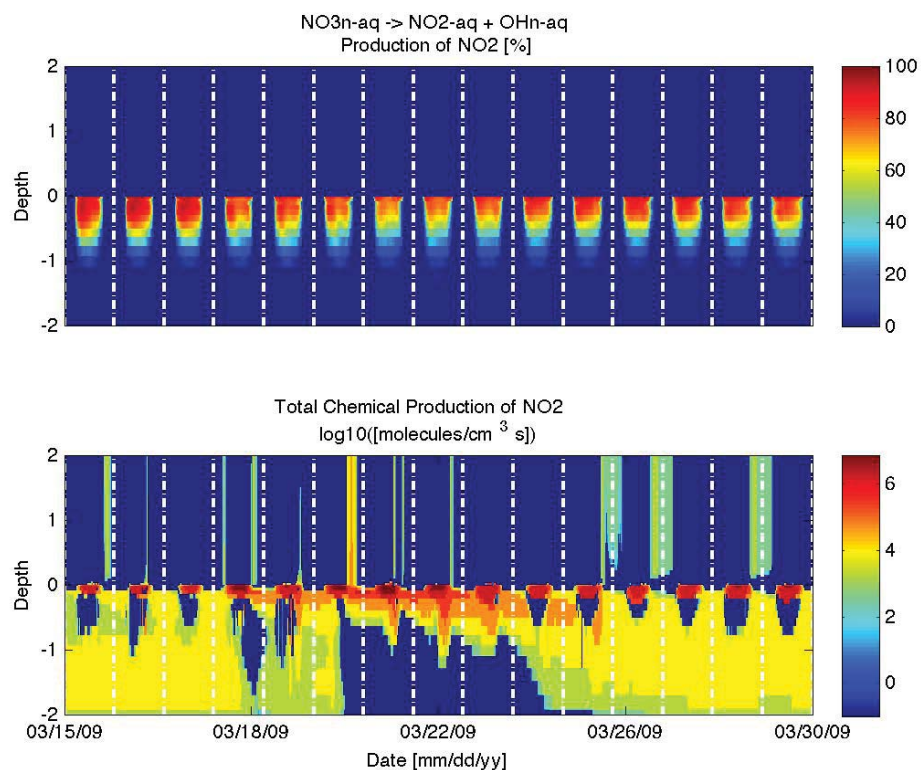 NO3n-aq -> NO2-aq + OHn-aq
Production of NO2 [%]
2
1
0
-1
-2
Depth
100
80
60
40
20
0
Total Chemical Production of NO2
log10([molecules/cm 3 s])
2
1
0
-1
-2
Depth
6
4
2
0
03/15/09 03/18/09 03/22/09 03/26/09 03/30/09
Date [mm/dd/yy]